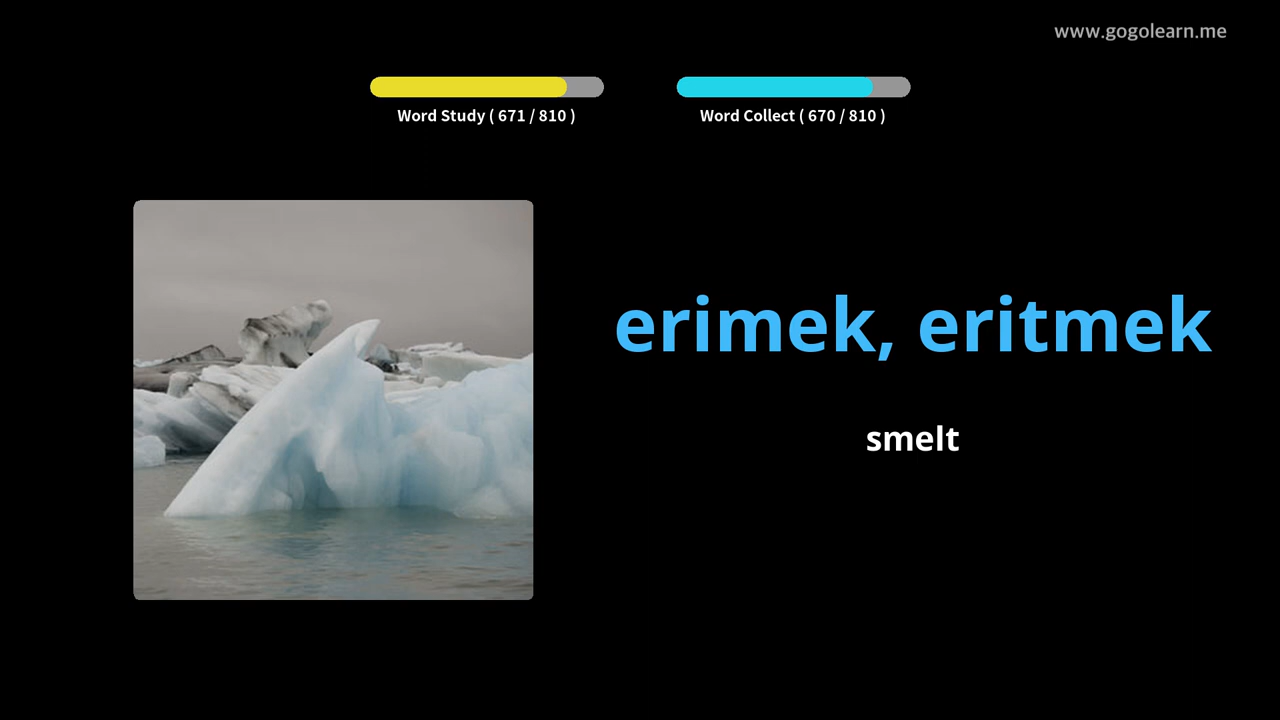 www.gogolearn.me
Word Study ( 671 / 810 )
Word Collect ( 670 / 810 )
erimek, eritmek
smelt